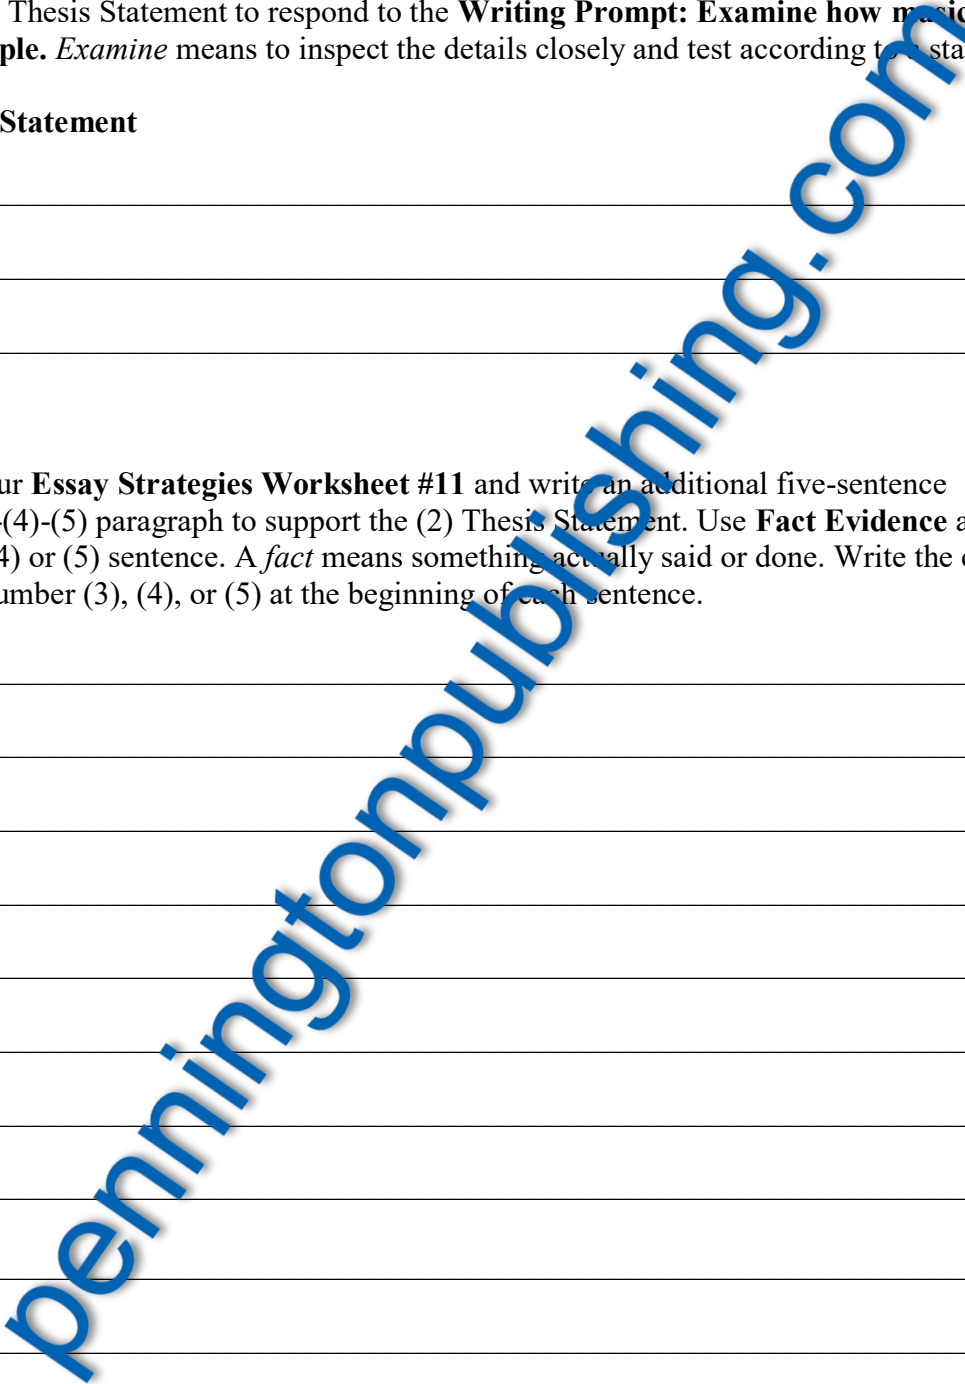 Thesis Statement to respond to the Writing Prompt: Examine how music
ple. Examine means to inspect the details closely and test according to a sta
Statement
ur Essay Strategies Worksheet #11 and write an additional five-sentence
-(4)-(5) paragraph to support the (2) Thesis Statement. Use Fact Evidence a
4) or (5) sentence. A fact means something actually said or done. Write the
umber (3), (4), or (5) at the beginning of each sentence.
penningtonpublishing.com